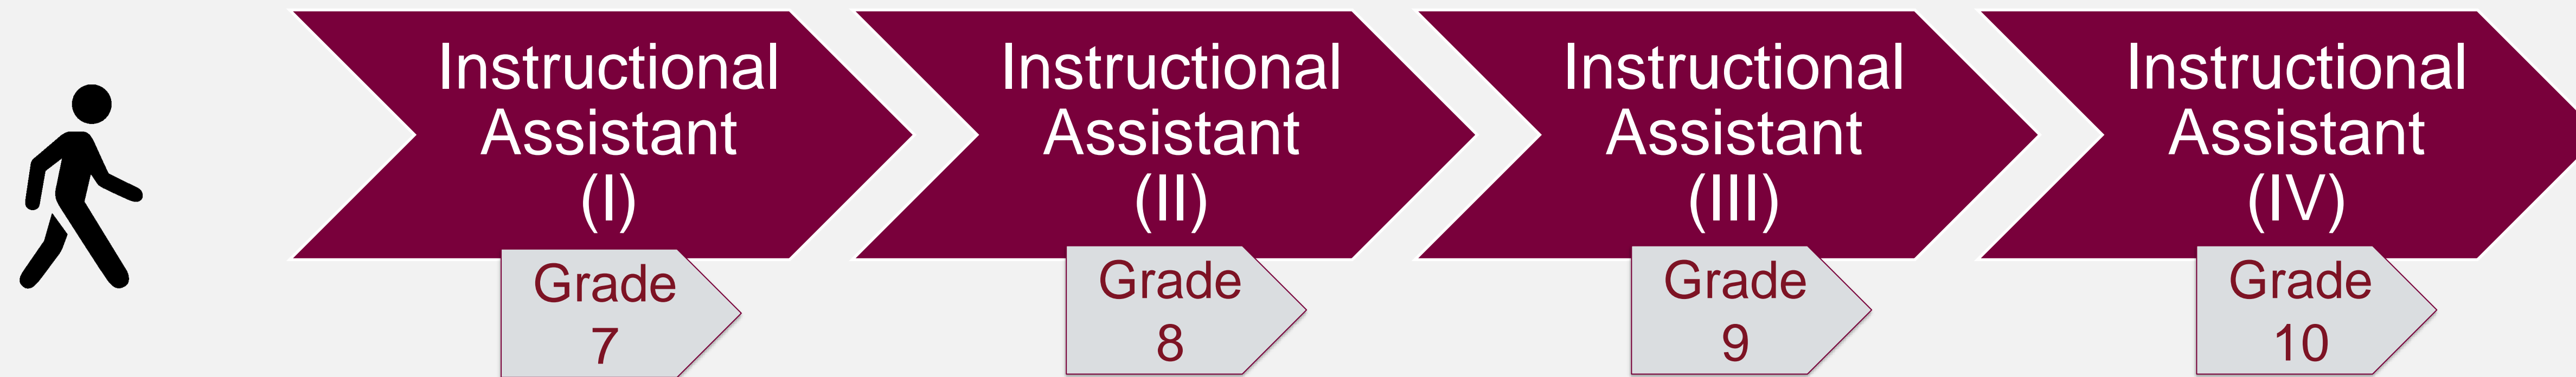 Instructional
Assistant
(I)
Grade
7
Instructional
Assistant
(II)
Grade
8
Instructional
Assistant
(III)
Grade
9
Instructional
Assistant
(IV)
Grade
10